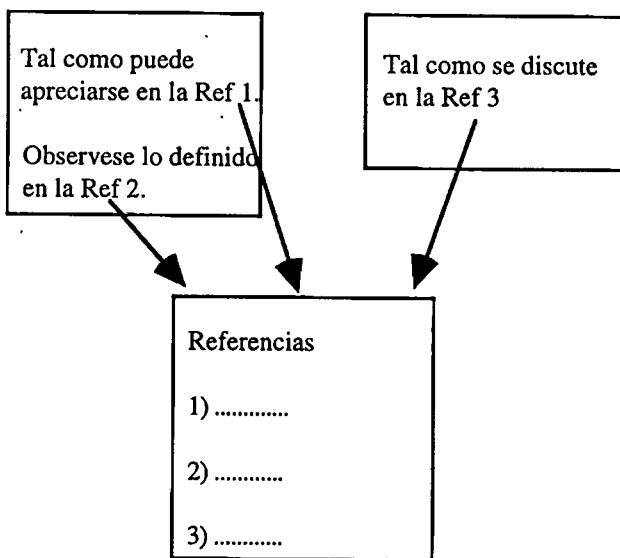 Tal como puede
apreciarse en la Ref 1.
Observese lo definido
en la Ref 2.
Tal como se discute
en la Ref 3
Referencias
1) .............
2) ............
3) ............